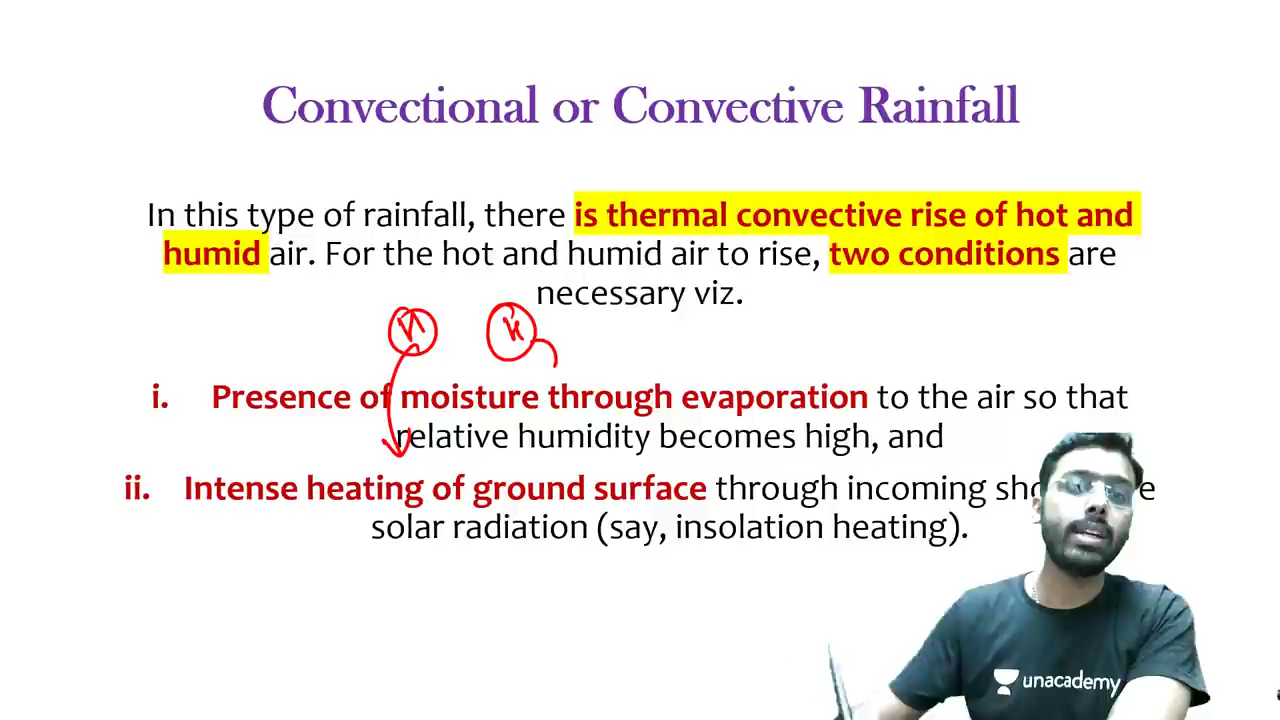 Convectional or Convective Rainfall
In this type of rainfall, there is thermal convective rise of hot and
humid air. For the hot and humid air to rise, two conditions are
necessary viz.
i. Presence of moisture through evaporation to the air so that
relative humidity becomes high, and
ii. Intense heating of ground surface through incoming
solar radiation (say, insolation heating).
unacademy